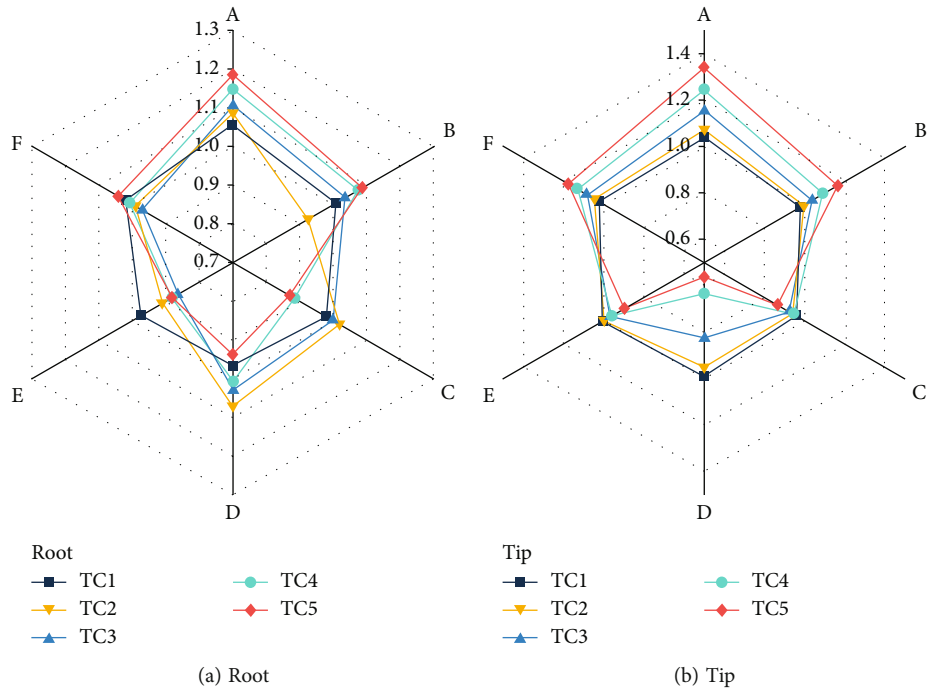 A
1.3
1.2
1.1
1.0
0.9
0.8
0.7
B
C
D
E
F
Root
TC1
TC2
TC3
TC4
TC5
(a) Root
A
1.4
1.2
1.0
0.8
0.6
B
C
D
E
F
Tip
TC1
TC2
TC3
TC4
TC5
(b) Tip